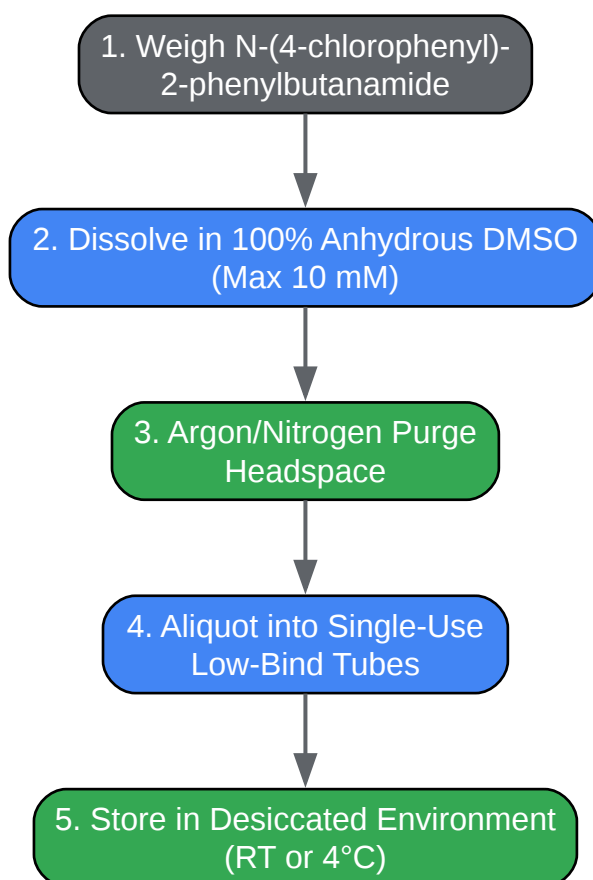 1. Weigh N-(4-chlorophenyl)-
2-phenylbutanamide
2. Dissolve in 100% Anhydrous DMSO
(Max 10 mM)
3. Argon/Nitrogen Purge
Headspace
4. Aliquot into Single-Use
Low-Bind Tubes
5. Store in Desiccated Environment
(RT or 4°C)